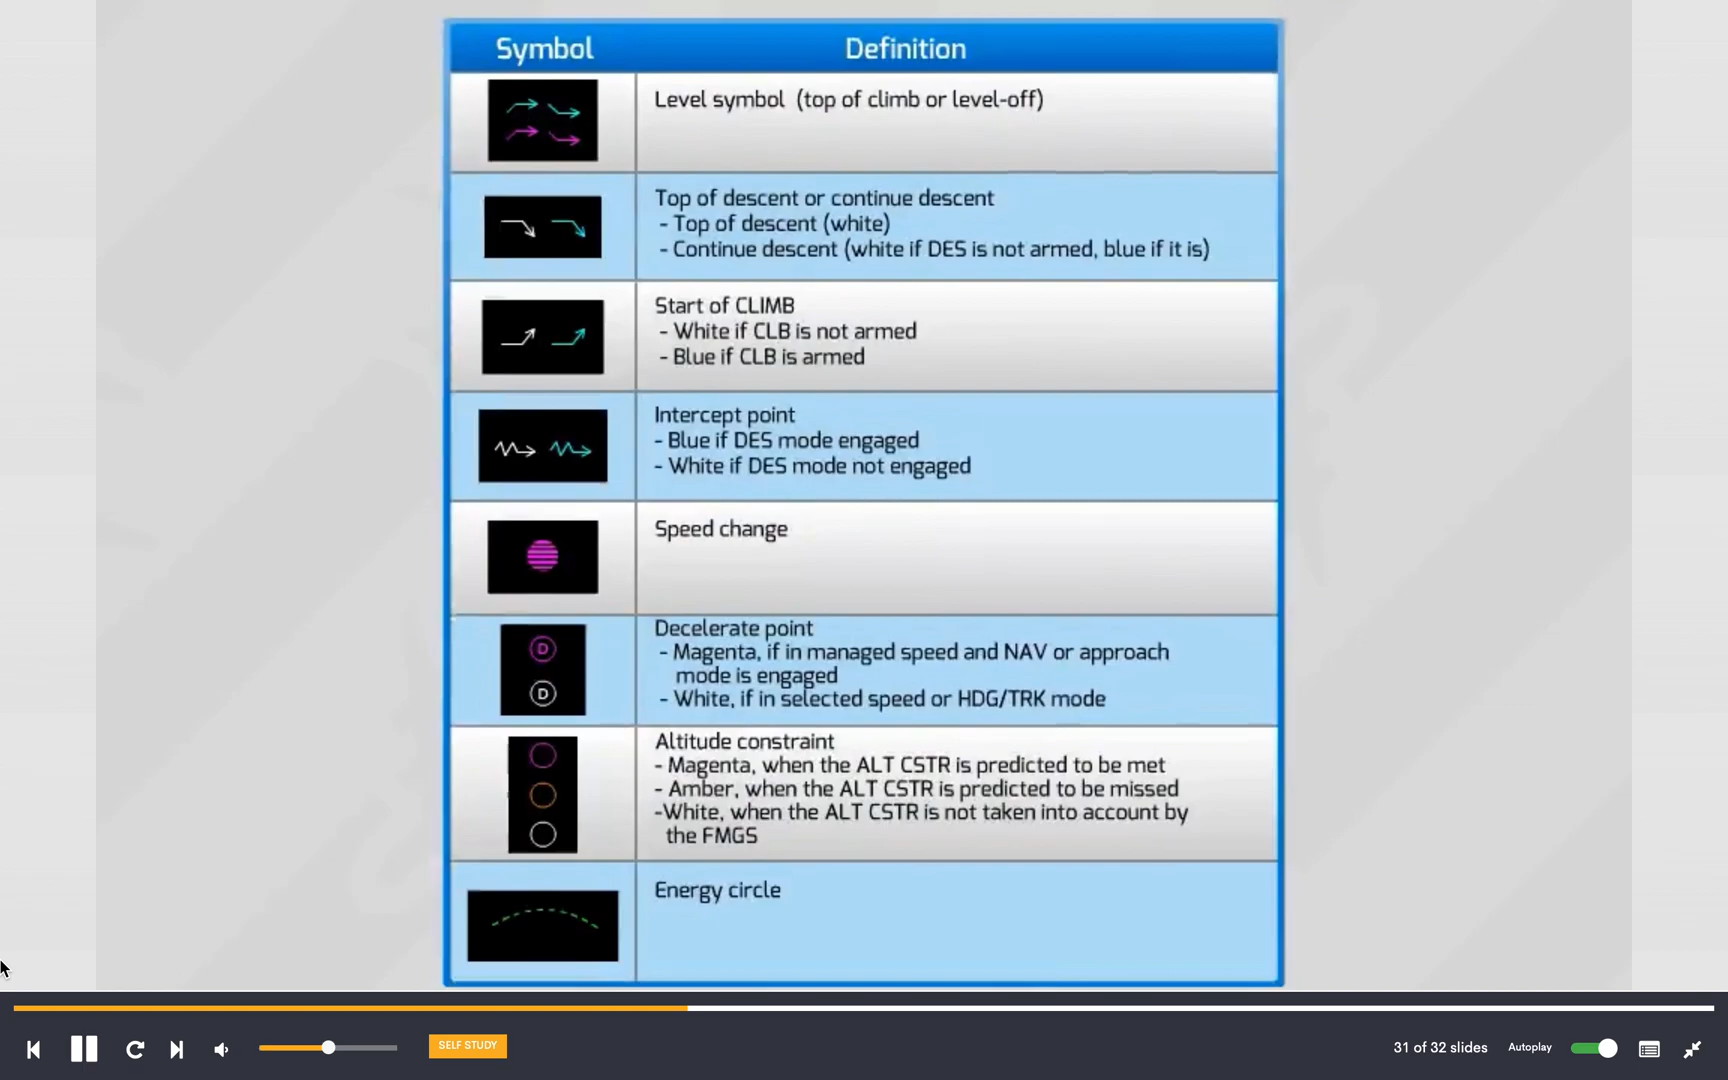 Symbol
Definition
Level symbol (top of climb or level-off)
Top of descent or continue descent
- Top of descent (white)
- Continue descent (white if DES is not armed, blue if it is)
Start of CLIMB
- White if CLB is not armed
- Blue if CLB is armed
Intercept point
- Blue if DES mode engaged
- White if DES mode not engaged
Speed change
D
D
Decelerate point
- Magenta, if in managed speed and NAV or approach
mode is engaged
- White, if in selected speed or HDG/TRK mode
Altitude constraint
- Magenta, when the ALT CSTR is predicted to be met
- Amber, when the ALT CSTR is predicted to be missed
-White, when the ALT CSTR is not taken into account by
the FMGS
Energy circle
SELF STUDY
31 of 32 slides
Autoplay